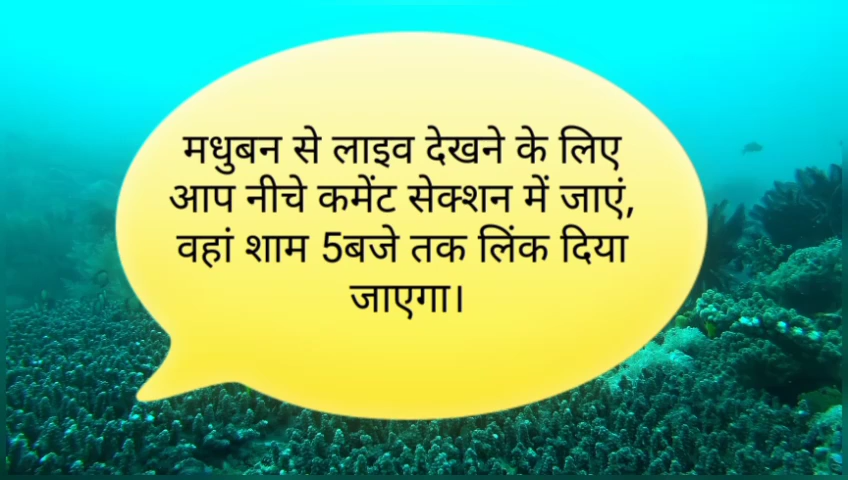 मधुबन से लाइव देखने के लिए
आप नीचे कमेंट सेक्शन में जाएं,
वहां शाम 5बजे तक लिंक दिया
जाएगा।